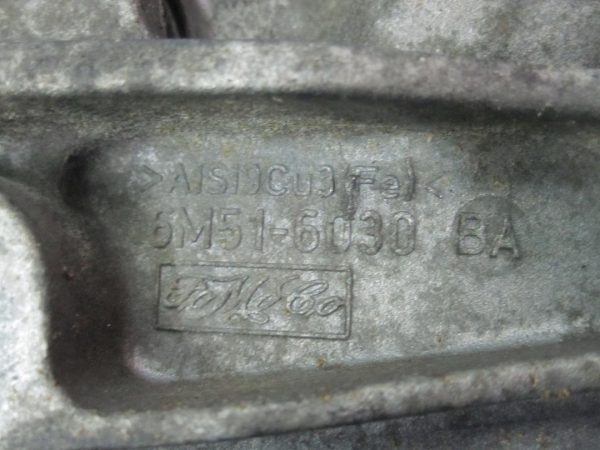 >AlSi9Cu3(Fe)<
6M51-6030 BA
FoMoCo